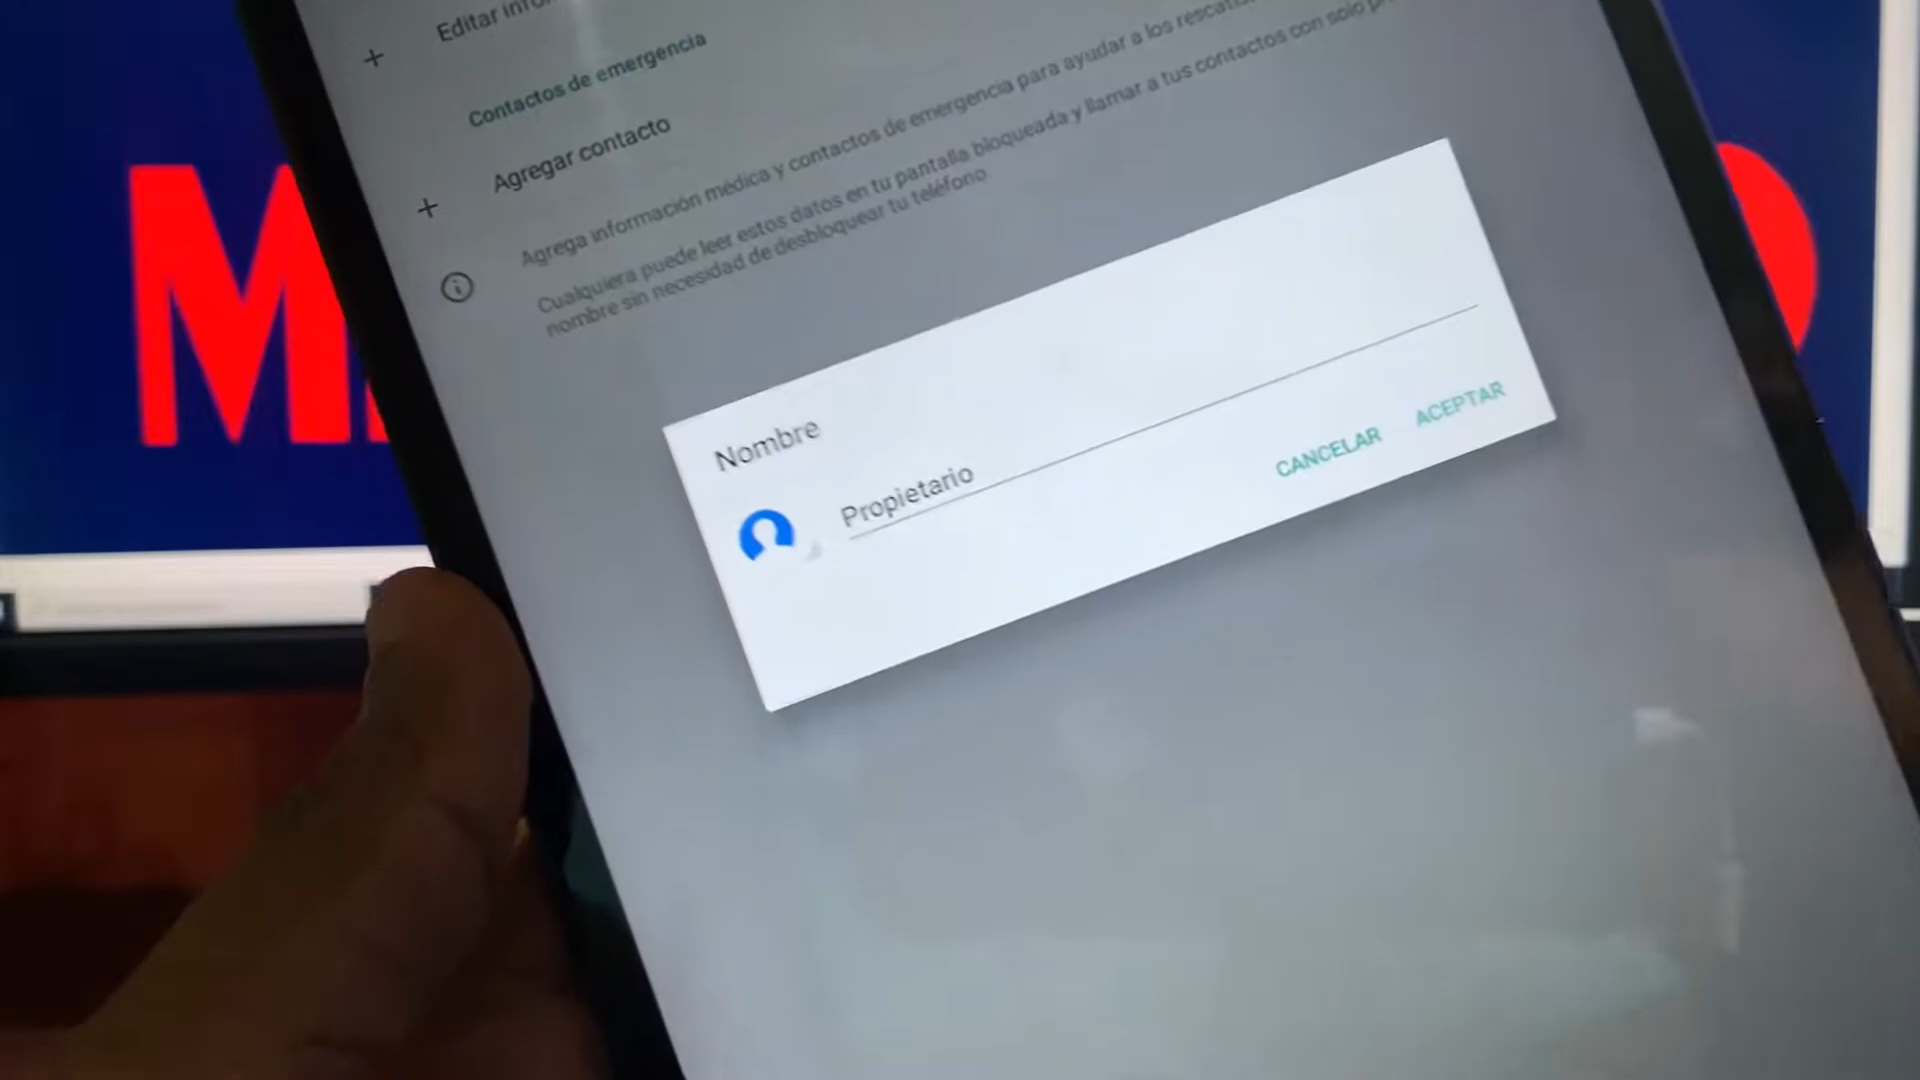 Editar
Contactos de emergencia
Agregar contacto
Agrega información médica y contactos de emergencia para ayudar a los
Cualquiera puede leer estos datos en tu pantalla bloqueada y llamar a tus contactos con solo
nombre sin necesidad de desbloquear tu teléfono
Nombre
Propietario
CANCELAR
ACEPTAR